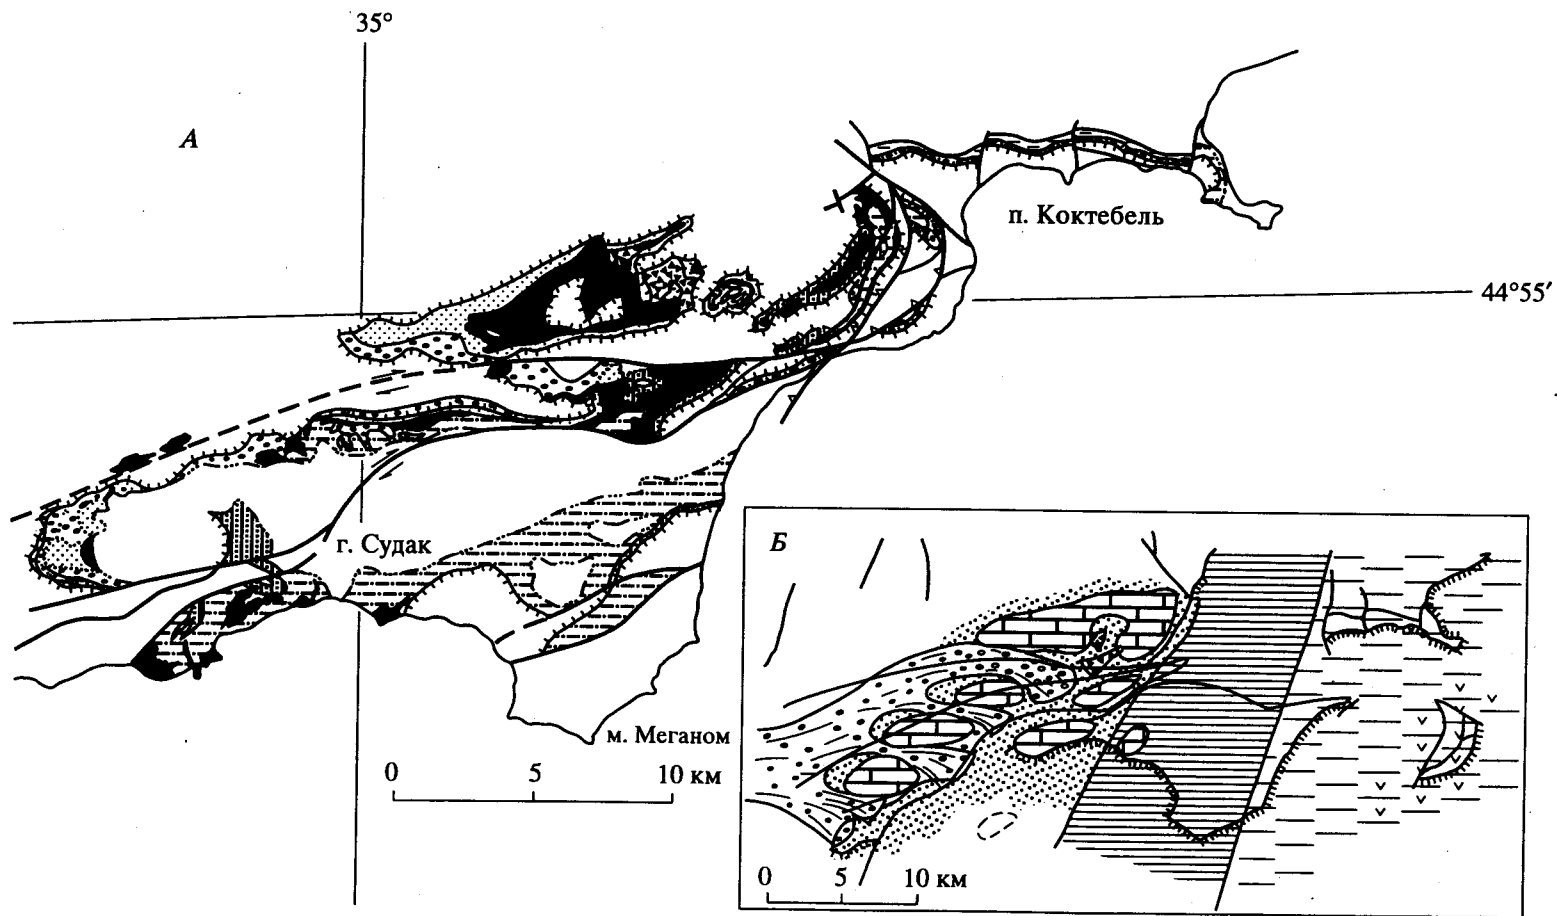 35°
А
п. Коктебель
44°55′
г. Судак
м. Меганом
0 5 10 км
Б
0 5 10 км